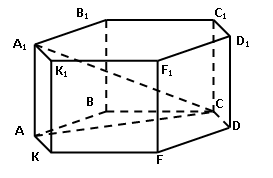 B₁ C₁
A₁ D₁
K₁ F₁
B C
A D
K F